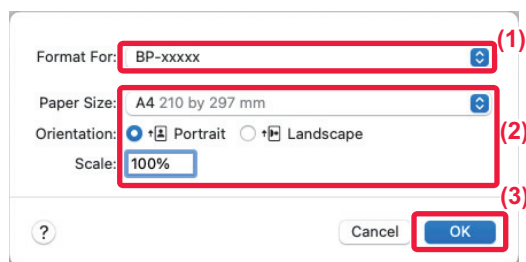 (1)
Format For: BP-xxxxx
Paper Size: A4 210 by 297 mm
Orientation: Portrait Landscape
(2)
Scale: 100%
(3)
? Cancel OK